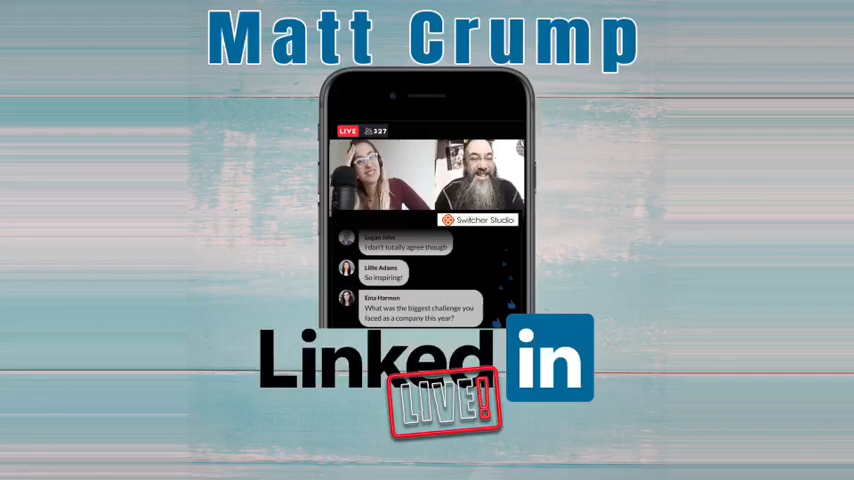 Matt Crump
LIVE 327
Switcher Studio
Logan John
I don't totally agree though
Lillie Adams
So inspiring!
Ema Harmon
What was the biggest challenge you
faced as a company this year?
Linked in
LIVE!